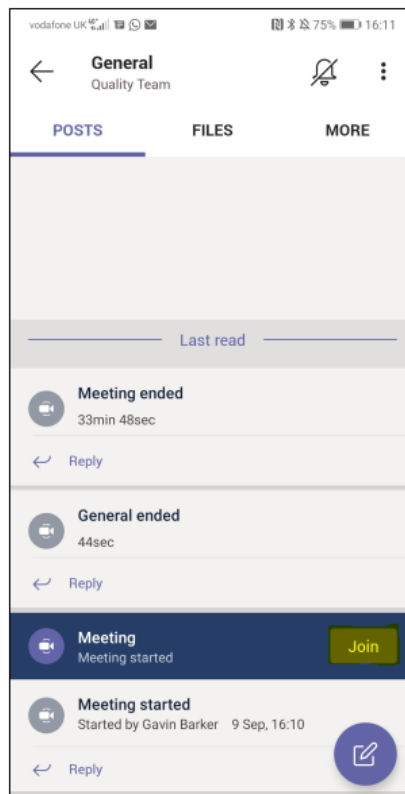 vodafone UK 75% 16:11
General
Quality Team
POSTS FILES MORE
Last read
Meeting ended
33min 48sec
Reply
General ended
44sec
Reply
Meeting
Meeting started
Join
Meeting started
Started by Gavin Barker 9 Sep, 16:10
Reply